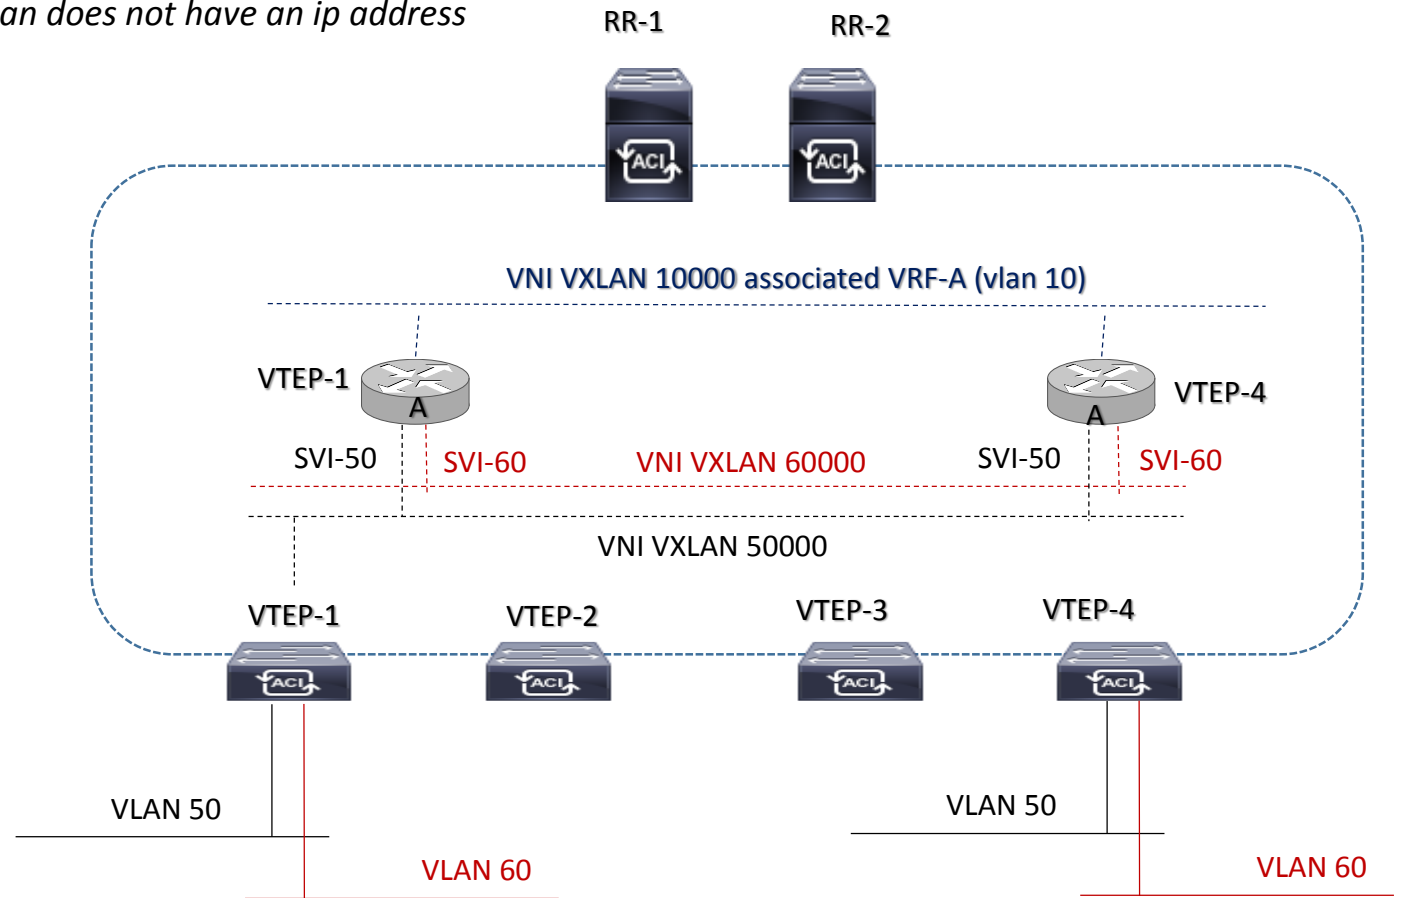 an does not have an ip address
RR-1
RR-2
ACI
ACI
VNI VXLAN 10000 associated VRF-A (vlan 10)
VTEP-1
A
VTEP-4
A
SVI-50
SVI-60
VNI VXLAN 60000
SVI-50
SVI-60
VNI VXLAN 50000
VTEP-1
VTEP-2
VTEP-3
VTEP-4
ACI
ACI
ACI
ACI
VLAN 50
VLAN 50
VLAN 60
VLAN 60